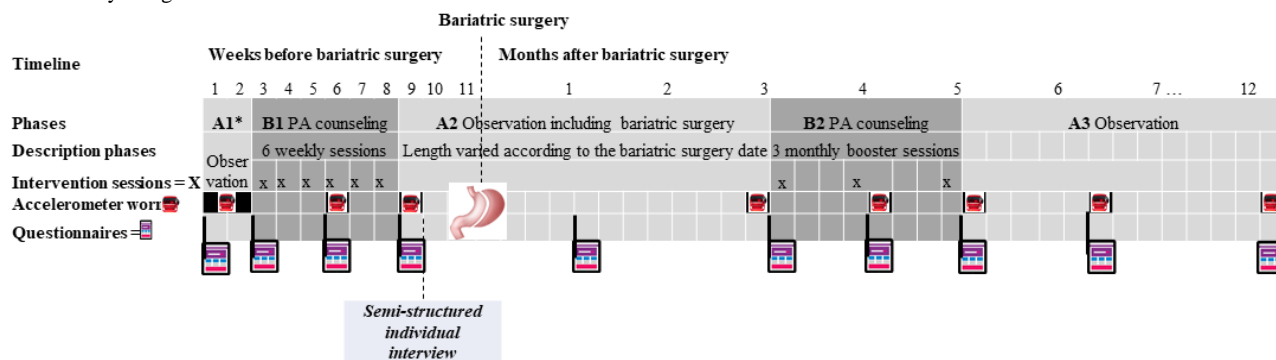 Bariatric surgery
Weeks before bariatric surgery Months after bariatric surgery
Timeline
1 2 3 4 5 6 7 8 9 10 11 1 2 3 4 5 6 7 … 12
Phases A1* B1 PA counseling A2 Observation including bariatric surgery B2 PA counseling A3 Observation
Description phases 6 weekly sessions Length varied according to the bariatric surgery date 3 monthly booster sessions
Obser
vation
Intervention sessions = X x x x x x x x x x
Accelerometer worn
Questionnaires =
Semi-structured
individual
interview